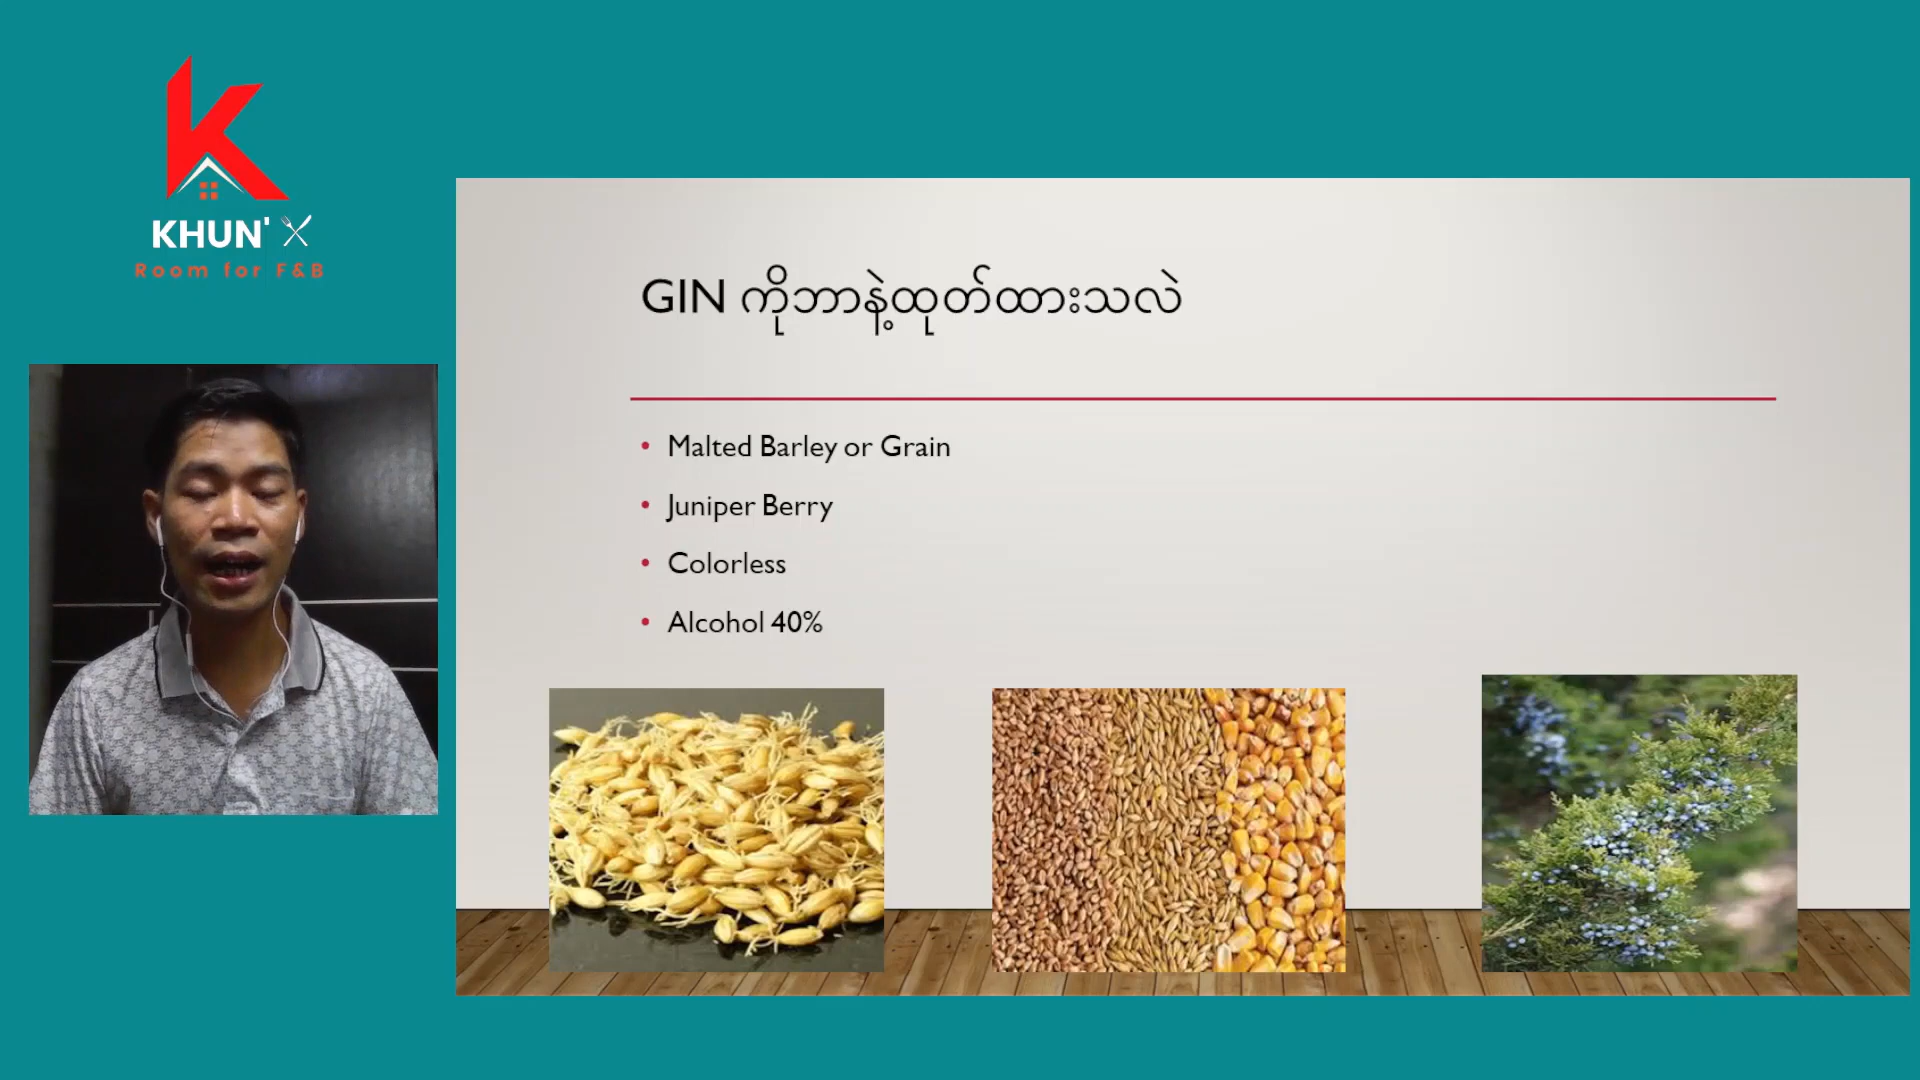 KHUN'
Room for F&B
GIN ကိုဘာနဲ့ထုတ်ထားသလဲ
• Malted Barley or Grain
• Juniper Berry
• Colorless
• Alcohol 40%